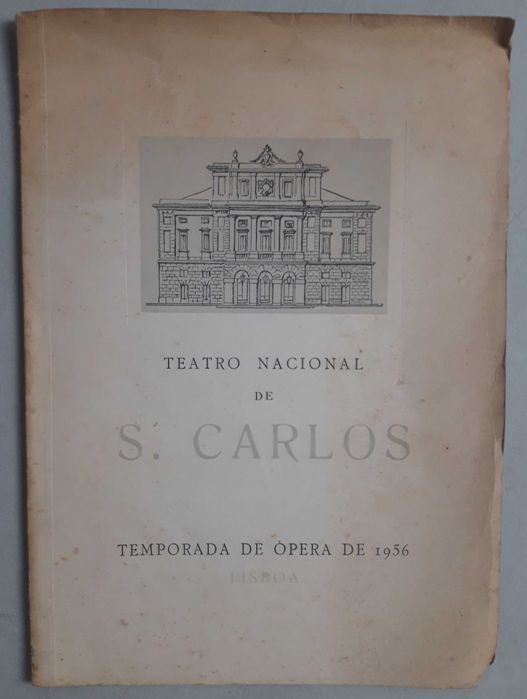 TEATRO NACIONAL
DE
S. CARLOS
TEMPORADA DE ÓPERA DE 1956
LISBOA